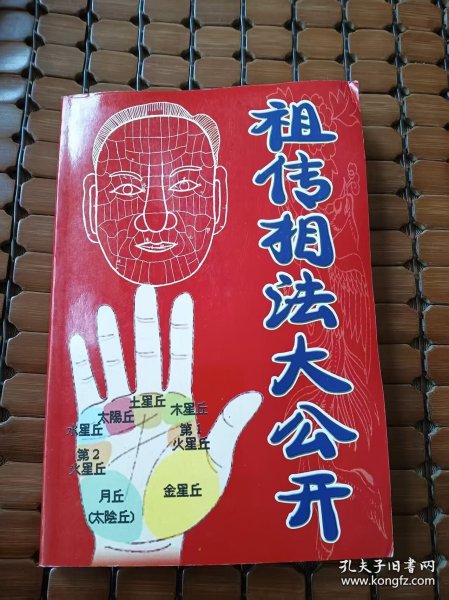 祖传相法大公开
土星丘
太陽丘
木星丘
水星丘
第1
火星丘
第2
火星丘
月丘
(太陰丘)
金星丘
孔夫子旧书网
www.kongfz.com